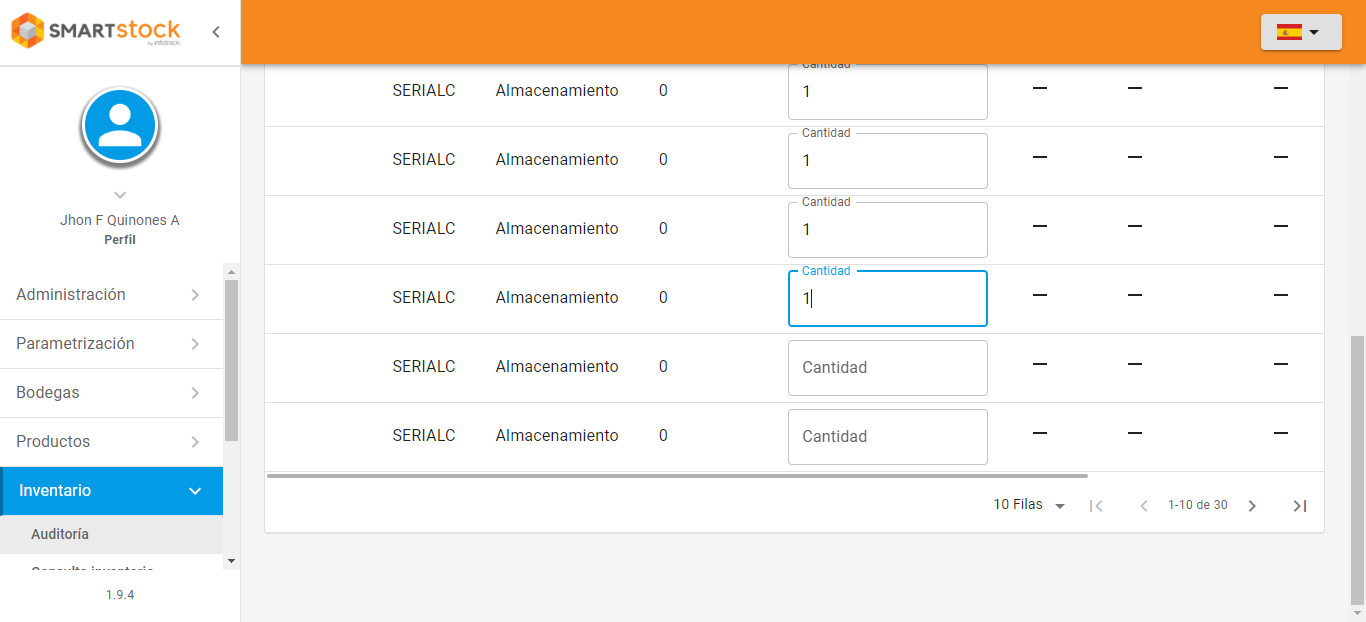 SMARTstock
by infotrack.
Jhon F Quinones A
Perfil
Administración
Parametrización
Bodegas
Productos
Inventario
Auditoría
Consulta inventario
1.9.4
Cantidad
SERIALC Almacenamiento 0 1
Cantidad
SERIALC Almacenamiento 0 1
Cantidad
SERIALC Almacenamiento 0 1
Cantidad
SERIALC Almacenamiento 0 1
SERIALC Almacenamiento 0 Cantidad
SERIALC Almacenamiento 0 Cantidad
10 Filas 1-10 de 30